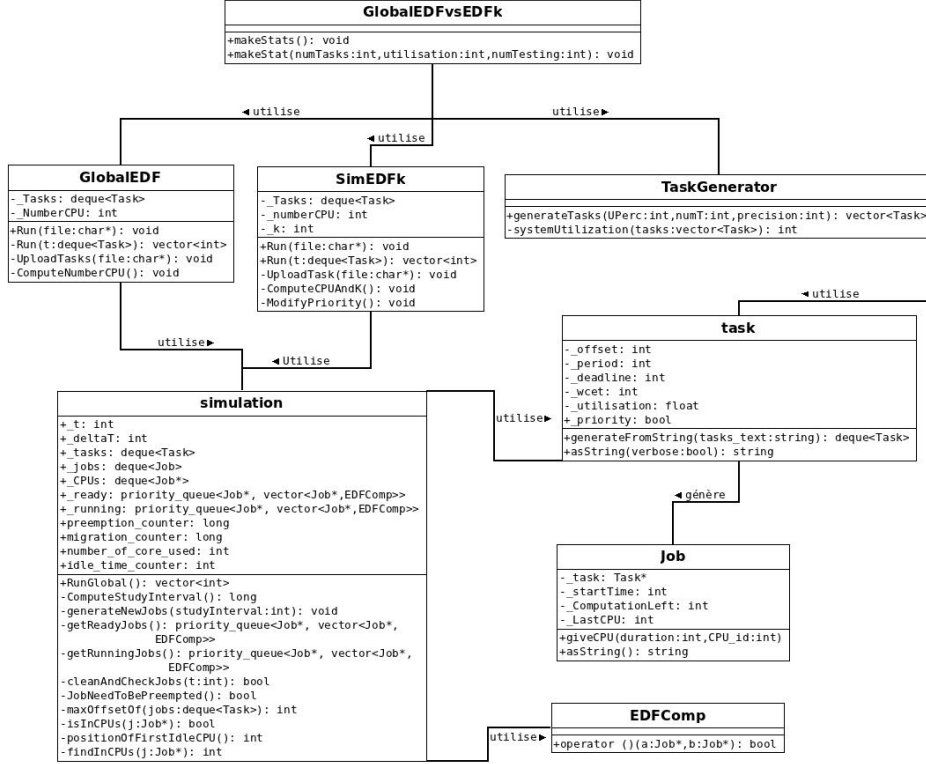 GlobalEDFvsEDFk
+makeStats(): void
+makeStat(numTasks:int,utilisation:int,numTesting:int): void
◄ utilise
utilise►
◄ utilise
GlobalEDF
-_Tasks: deque<Task>
-_NumberCPU: int
+Run(file:char*): void
-Run(t:deque<Task>): vector<int>
-UploadTasks(file:char*): void
-ComputeNumberCPU(): void
SimEDFk
-_Tasks: deque<Task>
-_numberCPU: int
-_k: int
+Run(file:char*): void
+Run(t:deque<Task>): vector<int>
-UploadTask(file:char*): void
-ComputeCPUAndK(): void
-ModifyPriority(): void
TaskGenerator
+generateTasks(UPerc:int,numT:int,precision:int): vector<Task>
-systemUtilization(tasks:vector<Task>): int
◄ utilise
utilise►
◄ Utilise
task
-_offset: int
-_period: int
-_deadline: int
-_wcet: int
-_utilisation: float
+_priority: bool
+generateFromString(tasks_text:string): deque<Task>
+asString(verbose:bool): string
simulation
+_t: int
+_deltaT: int
+_tasks: deque<Task>
+_jobs: deque<Job>
+_CPUs: deque<Job*>
+_ready: priority_queue<Job*, vector<Job*,EDFComp>>
+_running: priority_queue<Job*, vector<Job*,EDFComp>>
+preemption_counter: long
+migration_counter: long
+number_of_core_used: int
+idle_time_counter: int
+RunGlobal(): vector<int>
-ComputeStudyInterval(): long
-generateNewJobs(studyInterval:int): void
-getReadyJobs(): priority_queue<Job*, vector<Job*,
EDFComp>>
-getRunningJobs(): priority_queue<Job*, vector<Job*,
EDFComp>>
-cleanAndCheckJobs(t:int): bool
-JobNeedToBePreempted(): bool
-maxOffsetOf(jobs:deque<Task>): int
-isInCPUs(j:Job*): bool
-positionOfFirstIdleCPU(): int
-findInCPUs(j:Job*): int
utilise►
◄ génère
Job
-_task: Task*
-_startTime: int
-_ComputationLeft: int
-_LastCPU: int
+giveCPU(duration:int,CPU_id:int)
+asString(): string
utilise►
EDFComp
+operator ()(a:Job*,b:Job*): bool